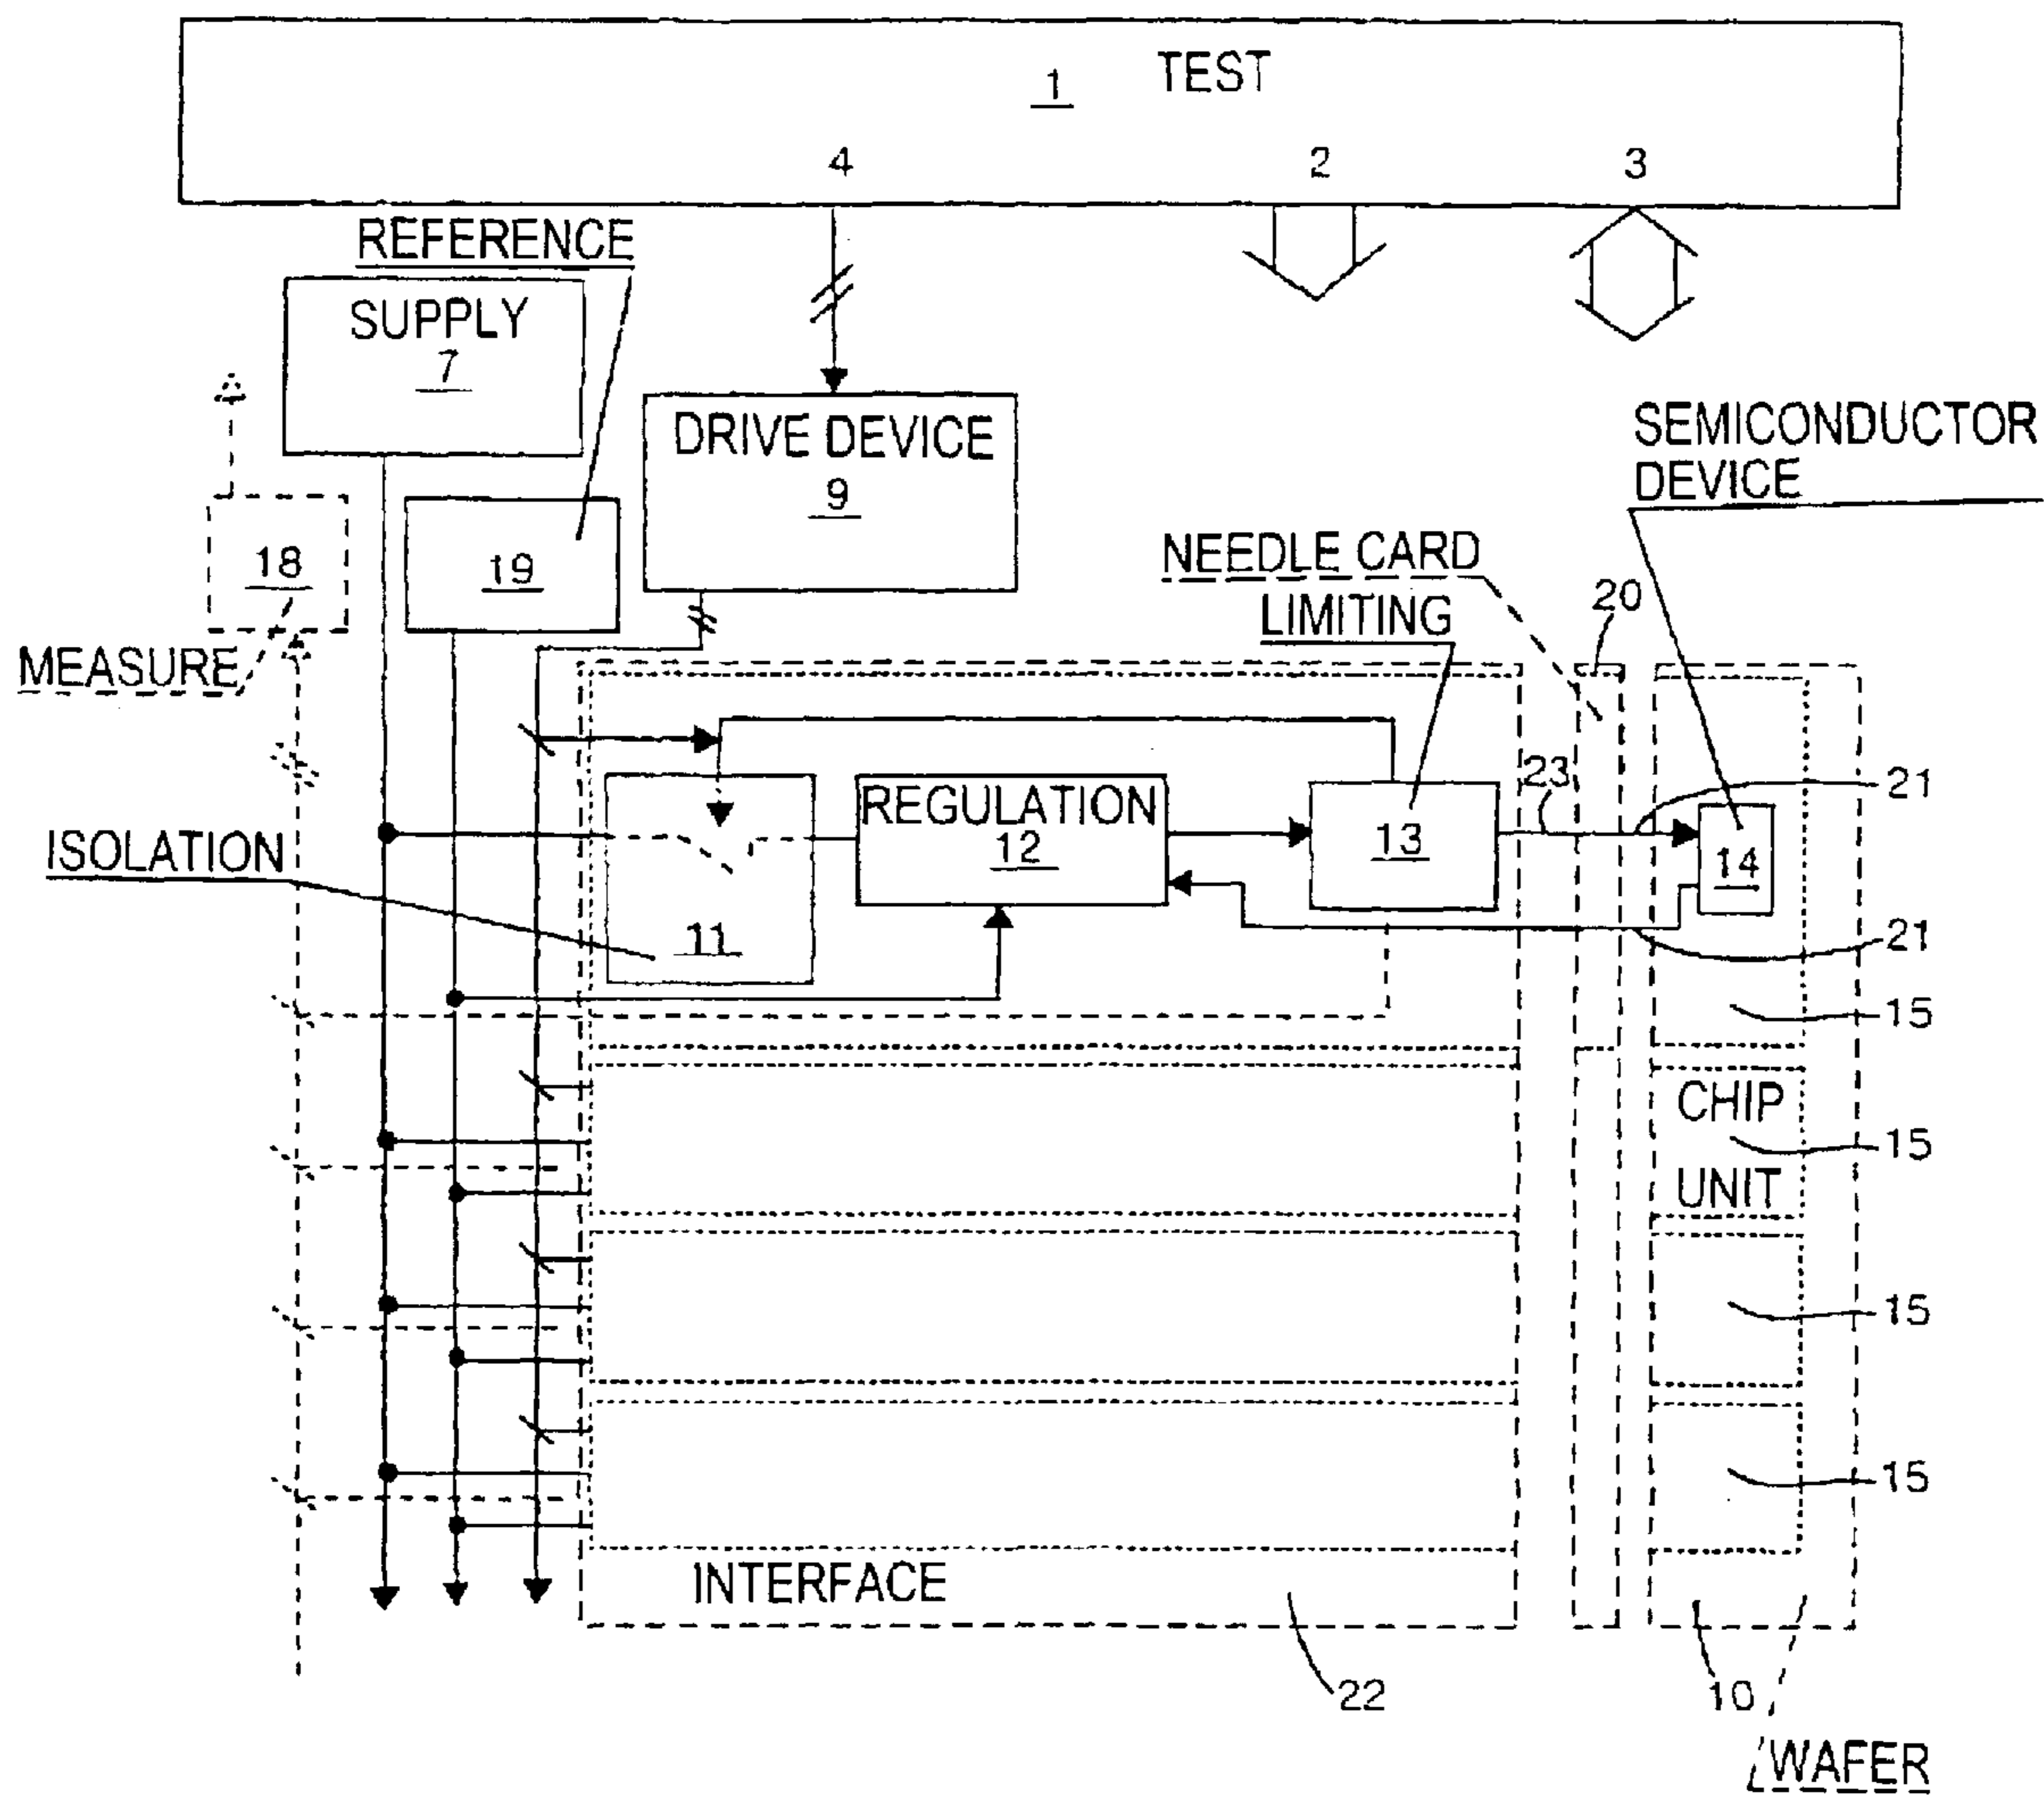 TEST
1
4
2
3
REFERENCE
SUPPLY
7
DRIVE DEVICE
9
SEMICONDUCTOR
DEVICE
18
19
NEEDLE CARD
LIMITING
20
MEASURE
23
21
ISOLATION
REGULATION
12
13
14
11
21
15
CHIP
UNIT
15
15
15
INTERFACE
22
10
WAFER